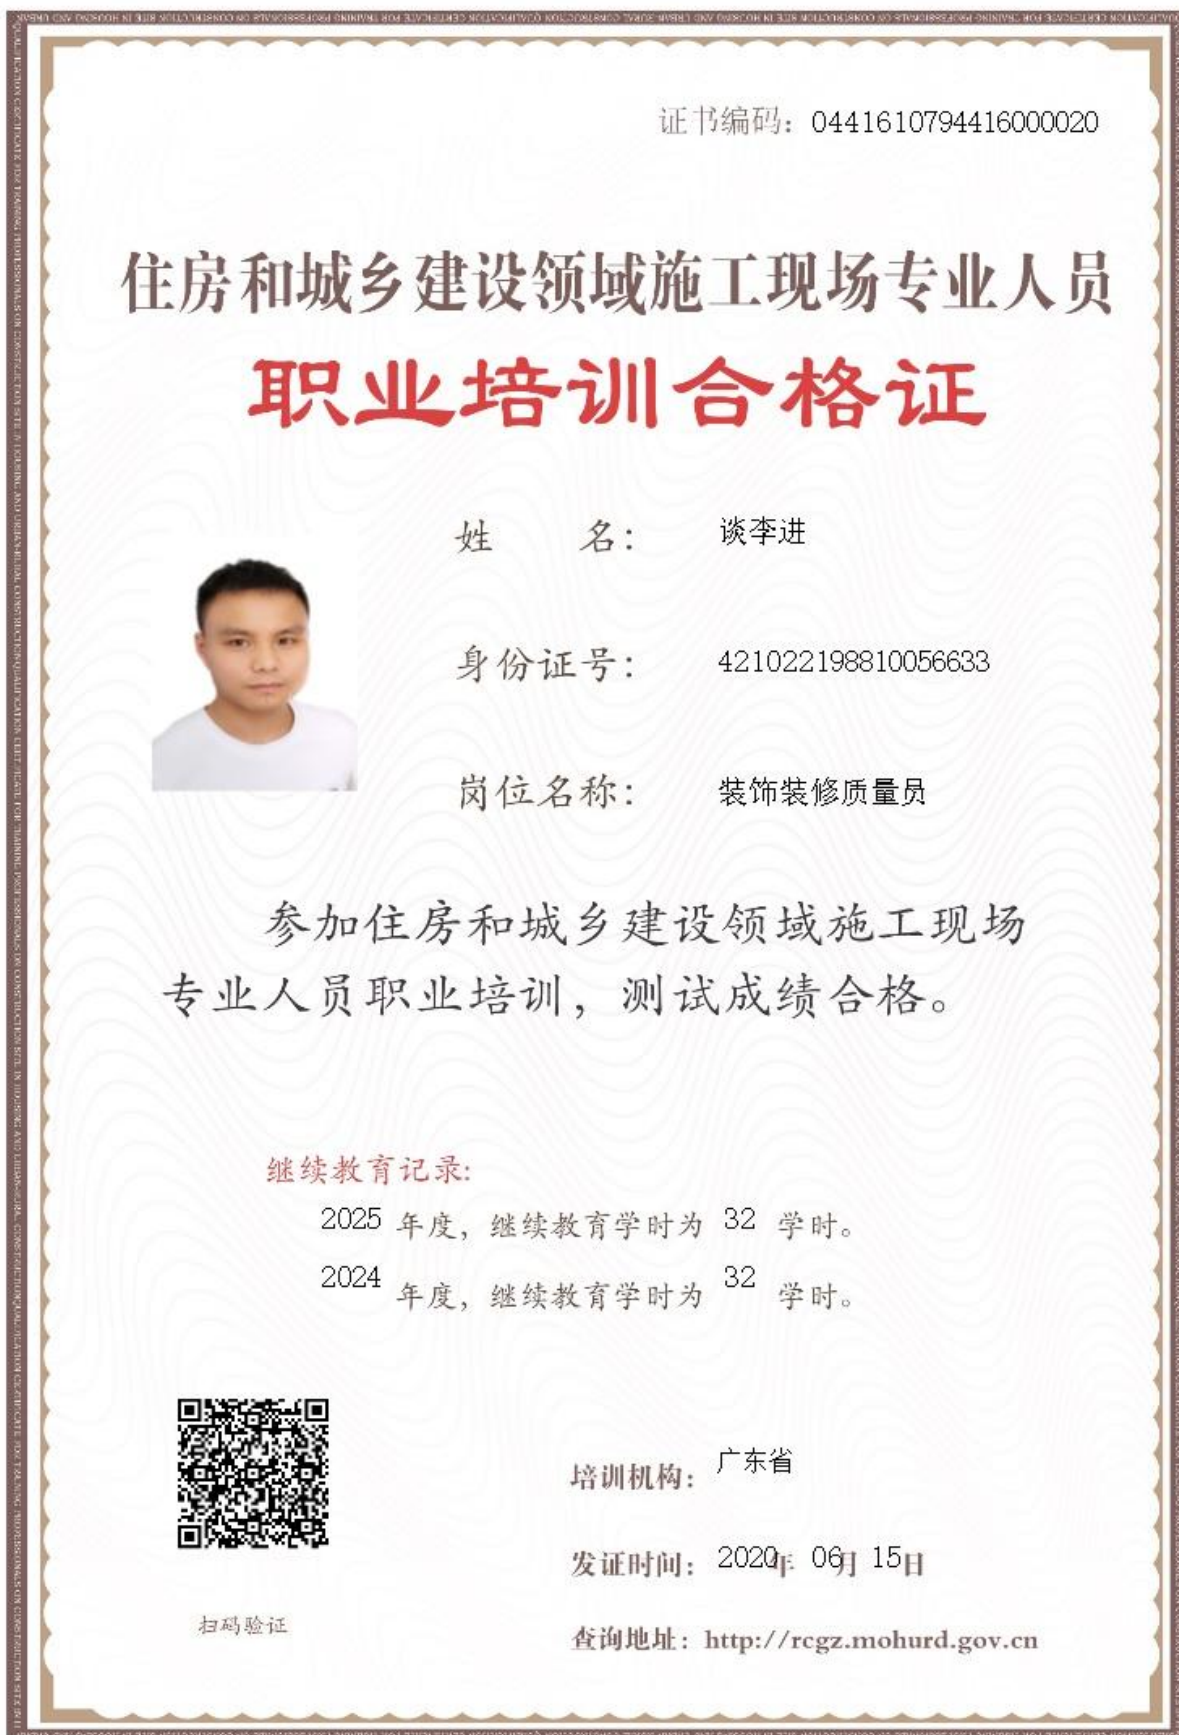 证书编码：0441610794416000020
住房和城乡建设领域施工现场专业人员
职业培训合格证
姓 名： 谈李进
身份证号： 421022198810056633
岗位名称： 装饰装修质量员
参加住房和城乡建设领域施工现场
专业人员职业培训，测试成绩合格。
继续教育记录:
2025 年度，继续教育学时为 32 学时。
2024 年度，继续教育学时为 32 学时。
培训机构： 广东省
发证时间： 2020年 06月 15日
扫码验证
查询地址：http://rcgz.mohurd.gov.cn